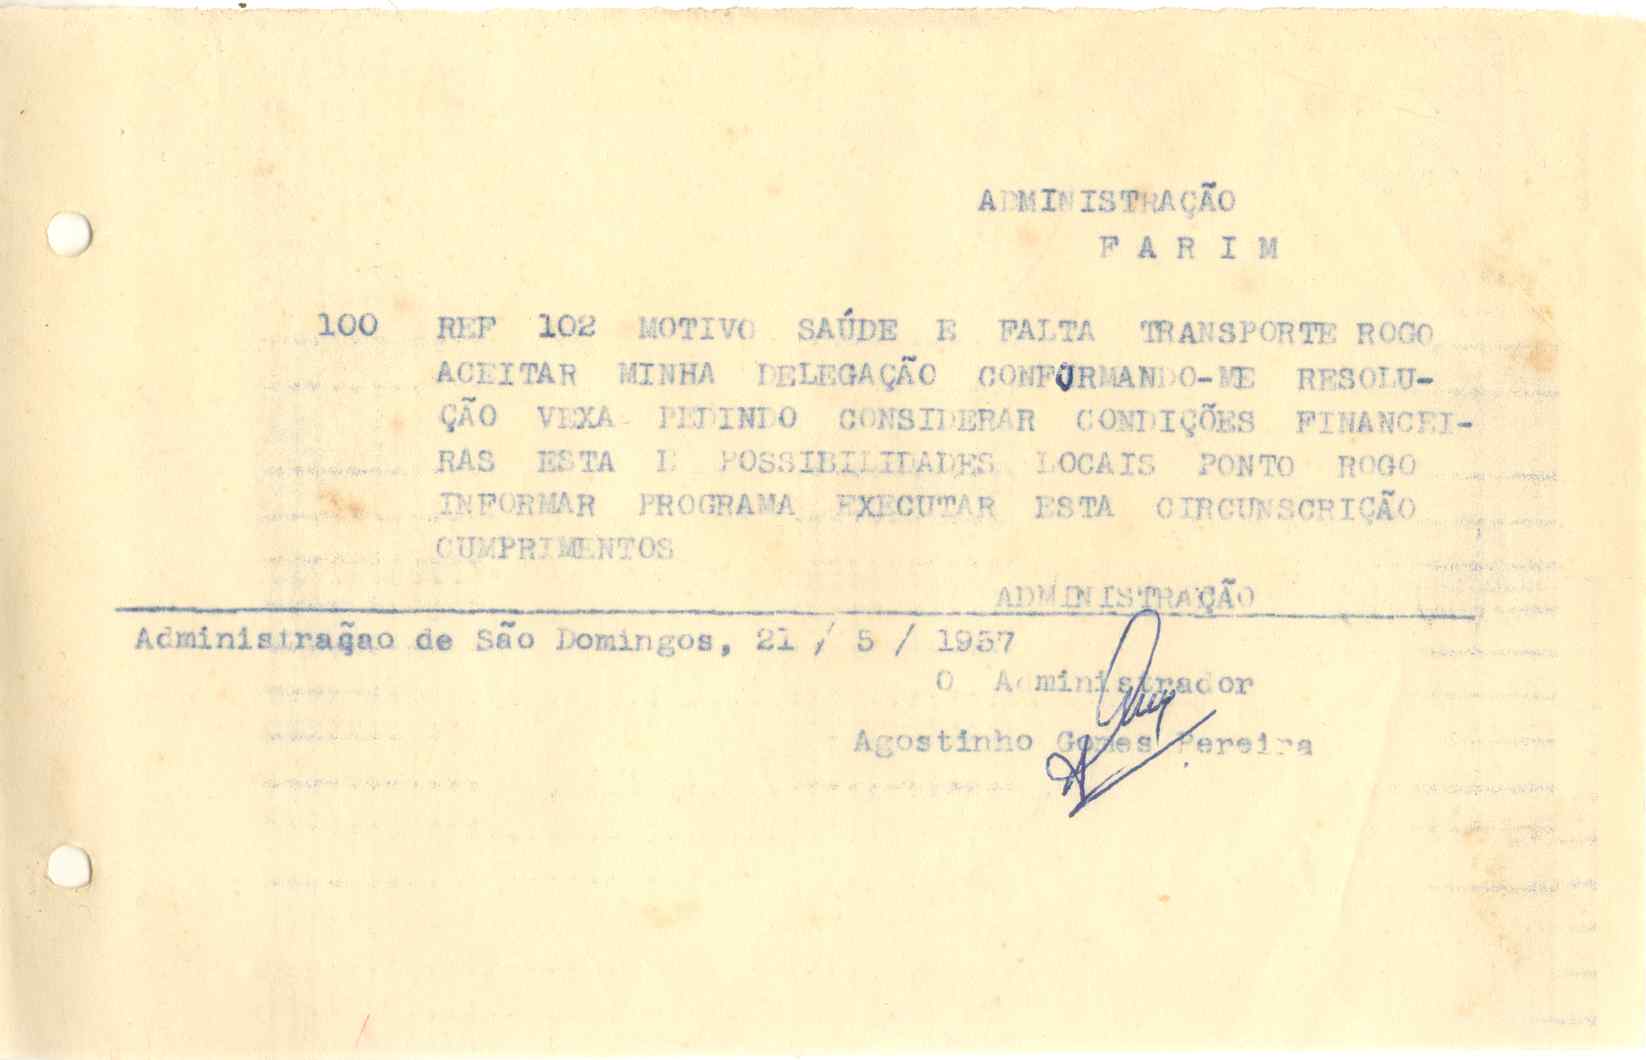 ADMINISTRAÇÃO
F A R I M
100 REF 102 MOTIVO SAÚDE E FALTA TRANSPORTE ROGO
ACEITAR MINHA DELEGAÇÃO CONFORMANDO-ME RESOLU-
ÇÃO VEXA PEDINDO CONSIDERAR CONDIÇÕES FINANCEI-
RAS ESTA E POSSIBILIDADES LOCAIS PONTO ROGO
INFORMAR PROGRAMA EXECUTAR ESTA CIRCUNSCRIÇÃO
CUMPRIMENTOS
ADMINISTRAÇÃO
Administração de São Domingos, 21 / 5 / 1957
O Administrador
Agostinho Gomes Pereira